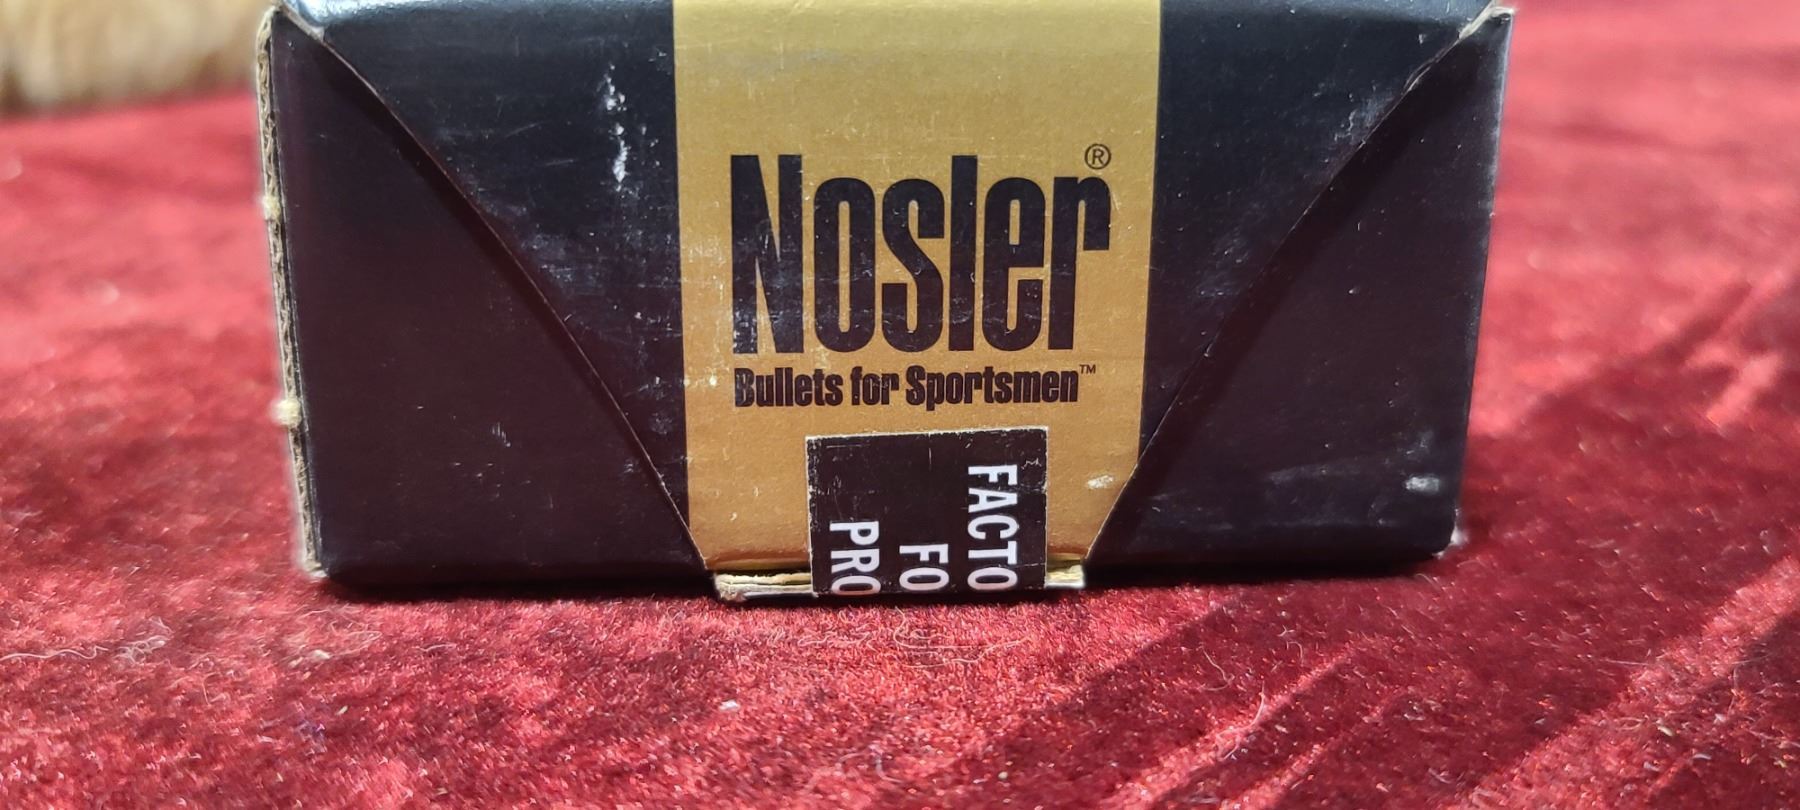 Nosler®
Bullets for Sportsmen™
FACTO
FO
PRO